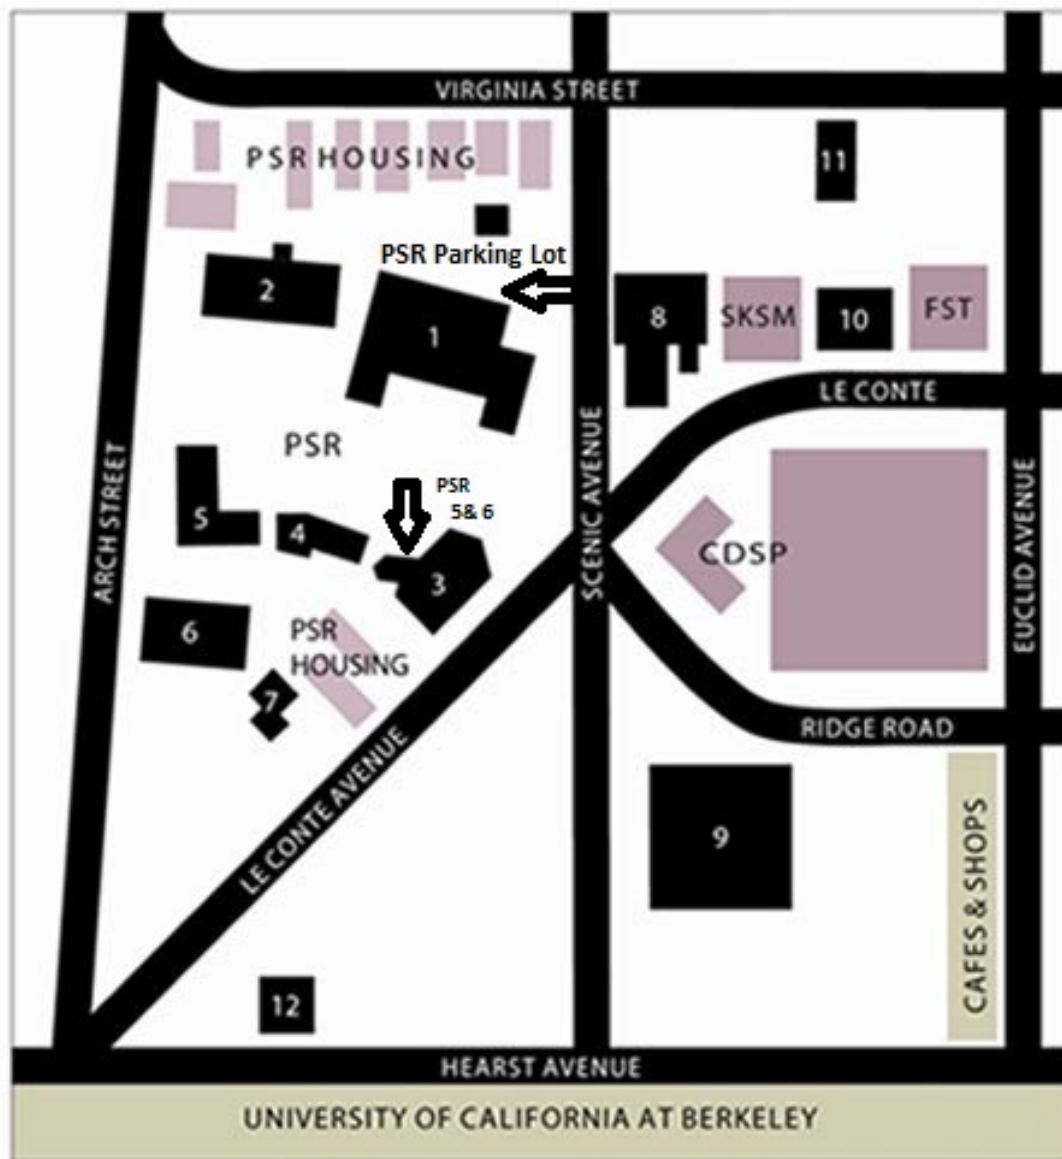 VIRGINIA STREET
PSR HOUSING
11
PSR Parking Lot
2
1
8
SKSM
10
FST
LE CONTE
PSR
ARCH STREET
SCENIC AVENUE
EUCLID AVENUE
PSR
5& 6
5
4
3
CDSP
6
PSR
HOUSING
7
LE CONTE AVENUE
RIDGE ROAD
9
CAFES & SHOPS
12
HEARST AVENUE
UNIVERSITY OF CALIFORNIA AT BERKELEY